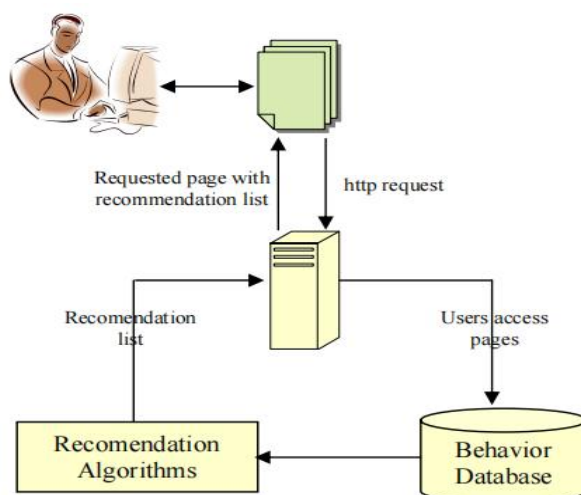 Requested page with
recommendation list
http request
Recomendation
list
Users access
pages
Recomendation
Algorithms
Behavior
Database